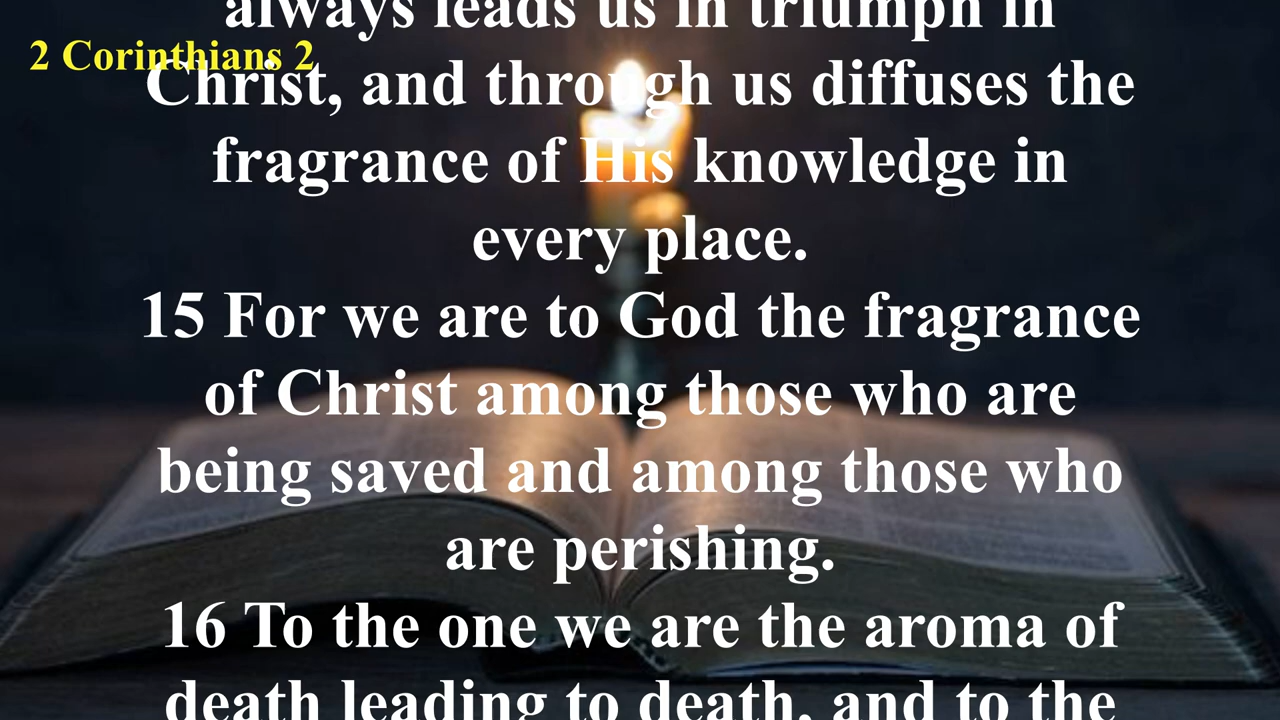 always leads us in triumph in
2 Corinthians 2
Christ, and through us diffuses the
fragrance of His knowledge in
every place.
15 For we are to God the fragrance
of Christ among those who are
being saved and among those who
are perishing.
16 To the one we are the aroma of
death leading to death, and to the